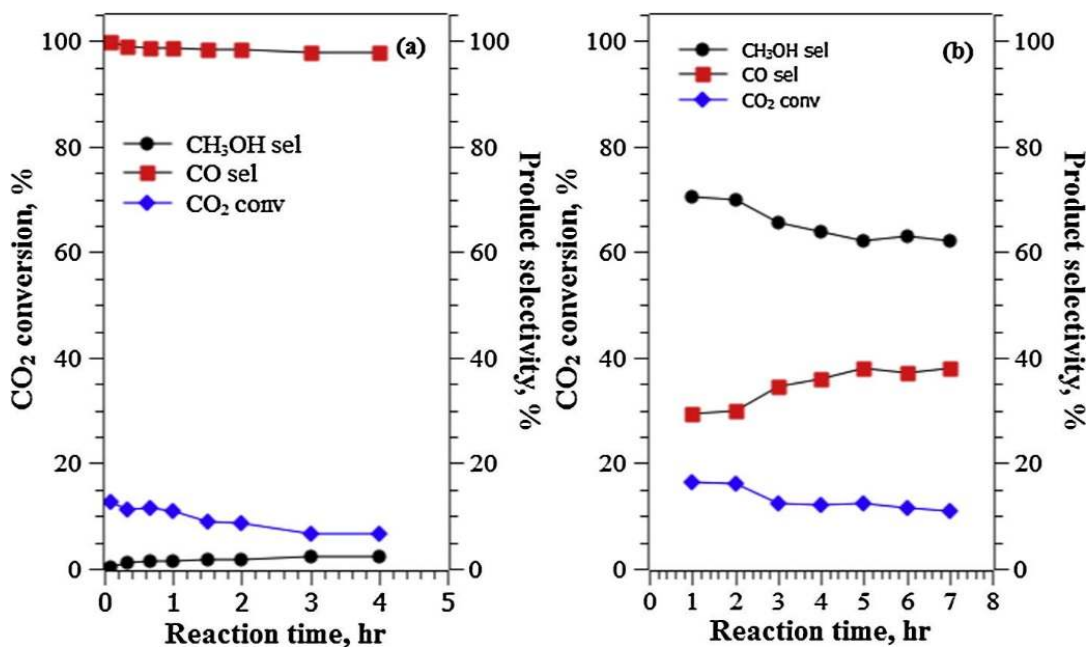 (a)
CH₃OH sel
CO sel
CO₂ conv
CO₂ conversion, %
Product selectivity, %
Reaction time, hr
0
20
40
60
80
100
0
1
2
3
4
5
0
20
40
60
80
100
(b)
CH₃OH sel
CO sel
CO₂ conv
CO₂ conversion, %
Product selectivity, %
Reaction time, hr
0
20
40
60
80
100
0
1
2
3
4
5
6
7
8
0
20
40
60
80
100